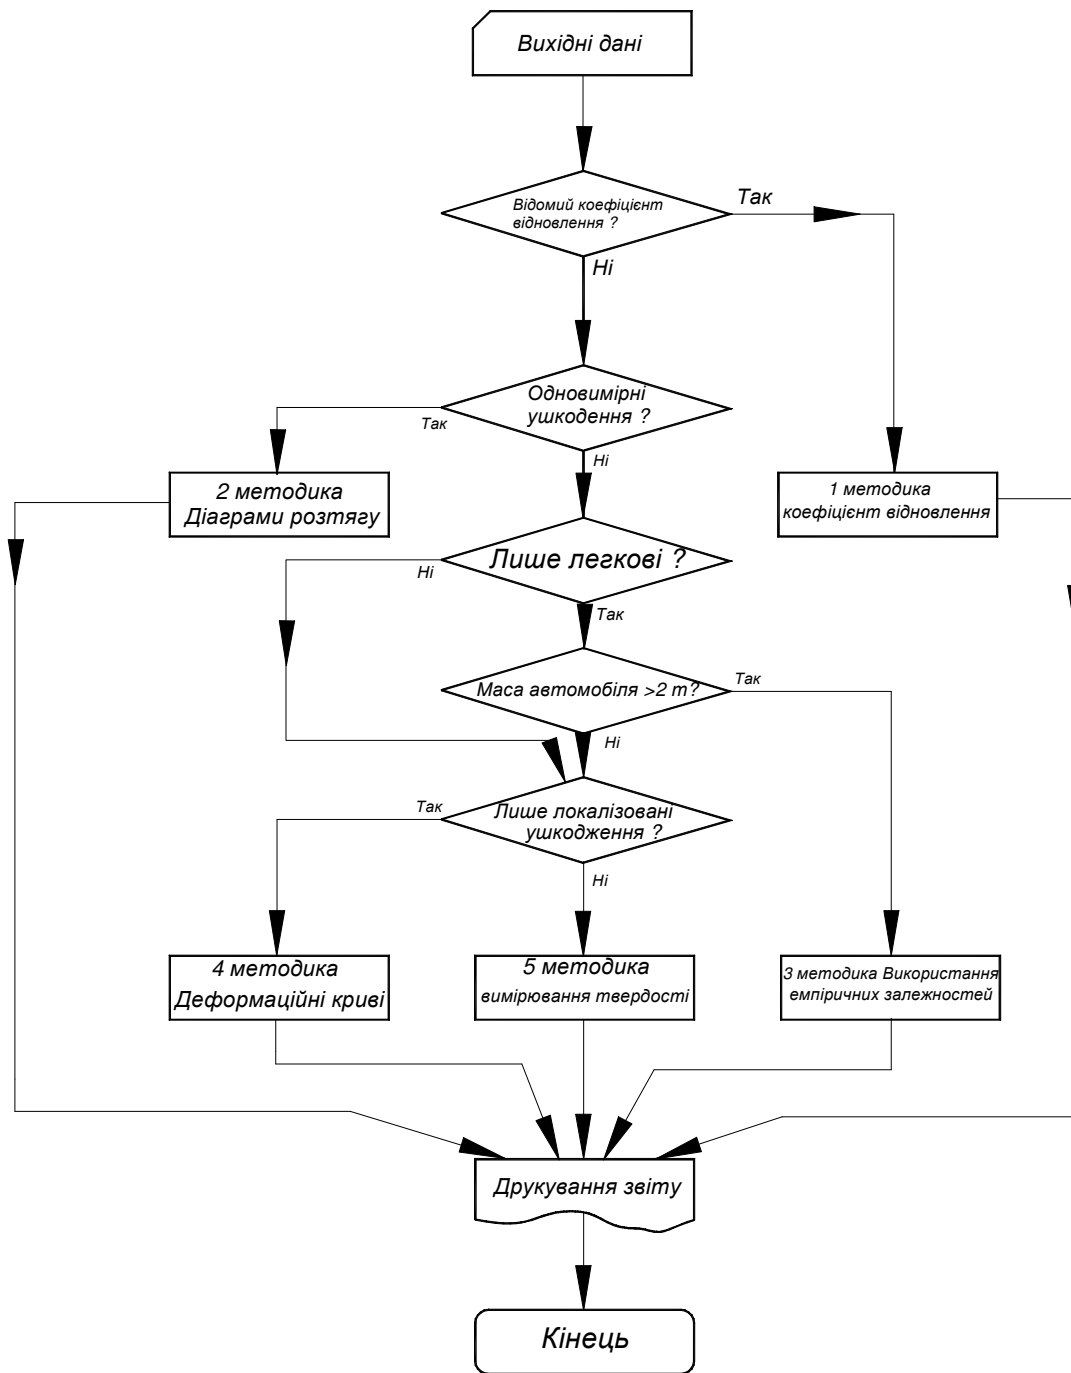 Вихідні дані
Відомий коефіцієнт
відновлення ?
Так
Ні
Одновимірні
ушкодення ?
Так
Ні
2 методика
Діаграми розтягу
1 методика
коефіцієнт відновлення
Лише легкові ?
Ні
Так
Маса автомобіля >2 т?
Так
Ні
Лише локалізовані
ушкодження ?
Так
Ні
4 методика
Деформаційні криві
5 методика
вимірювання твердості
3 методика Використання
емпіричних залежностей
Друкування звіту
Кінець